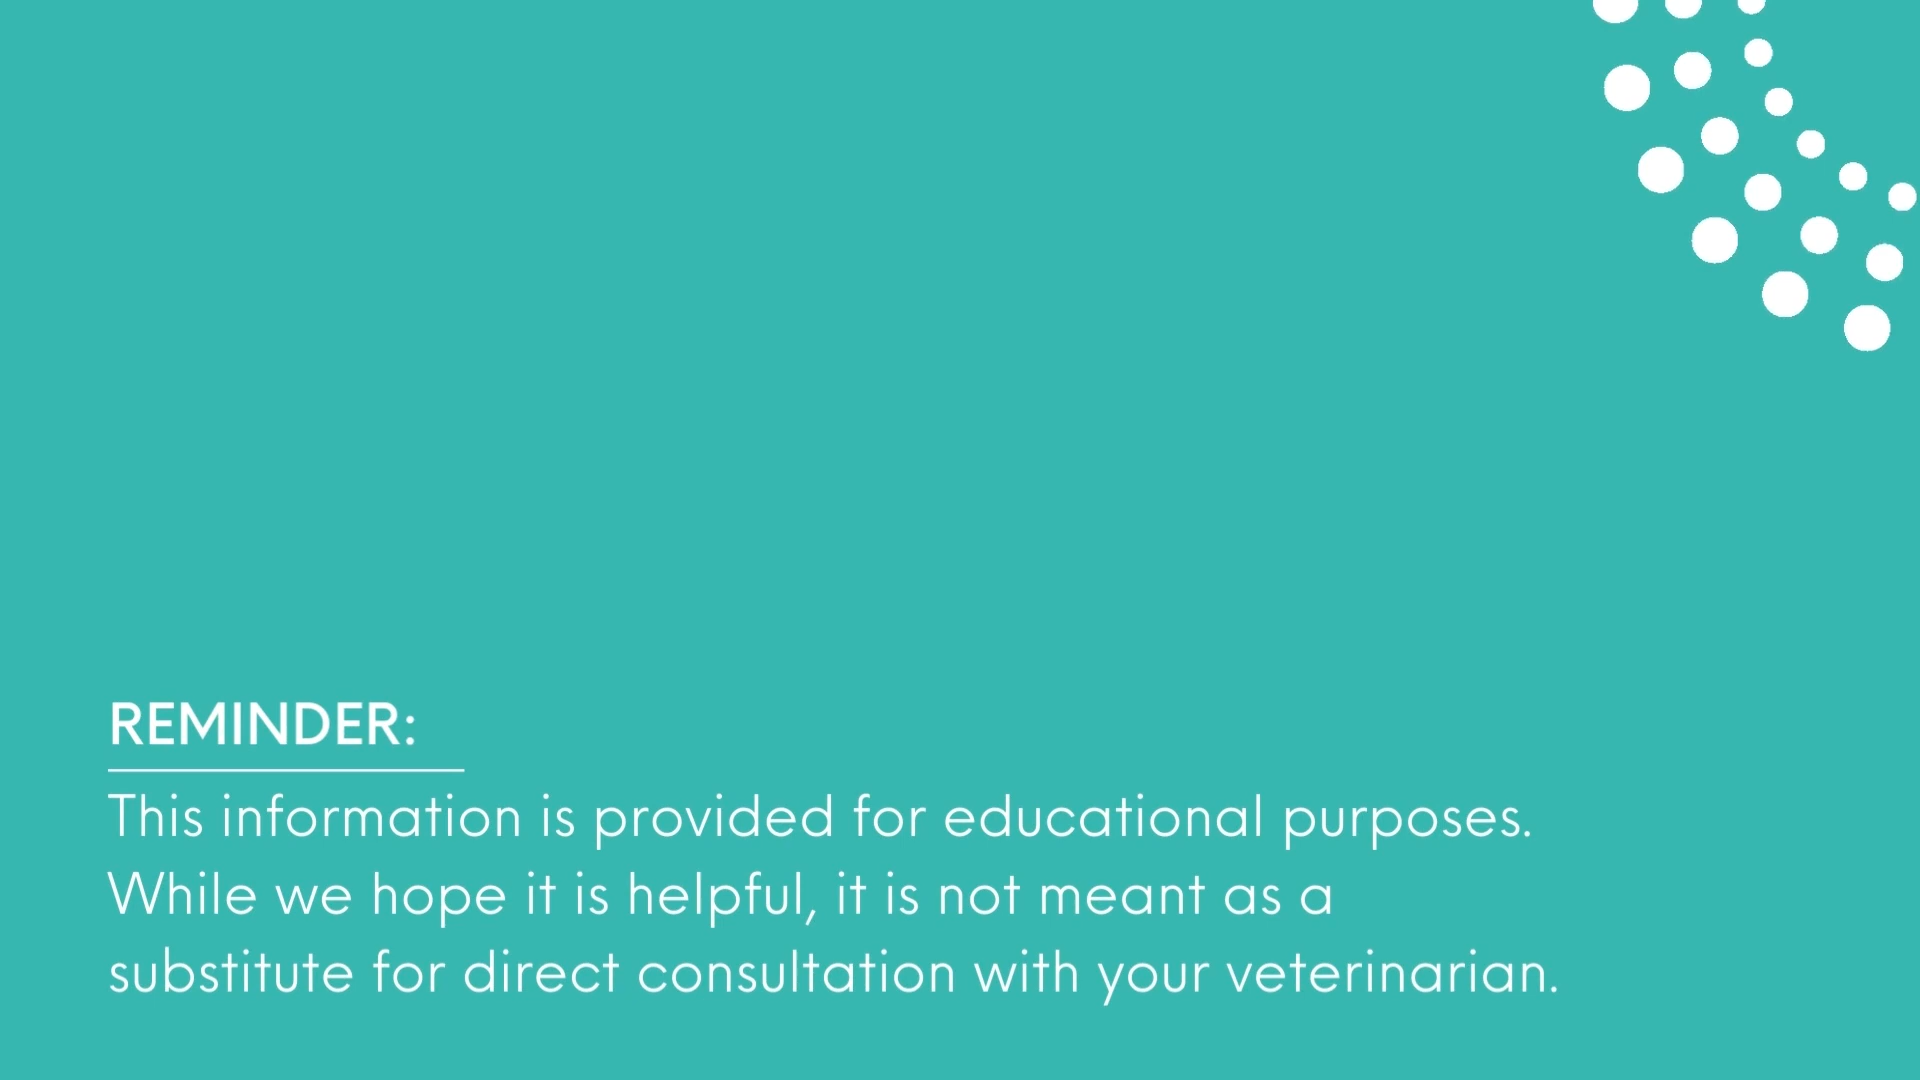 REMINDER:
This information is provided for educational purposes.
While we hope it is helpful, it is not meant as a
substitute for direct consultation with your veterinarian.